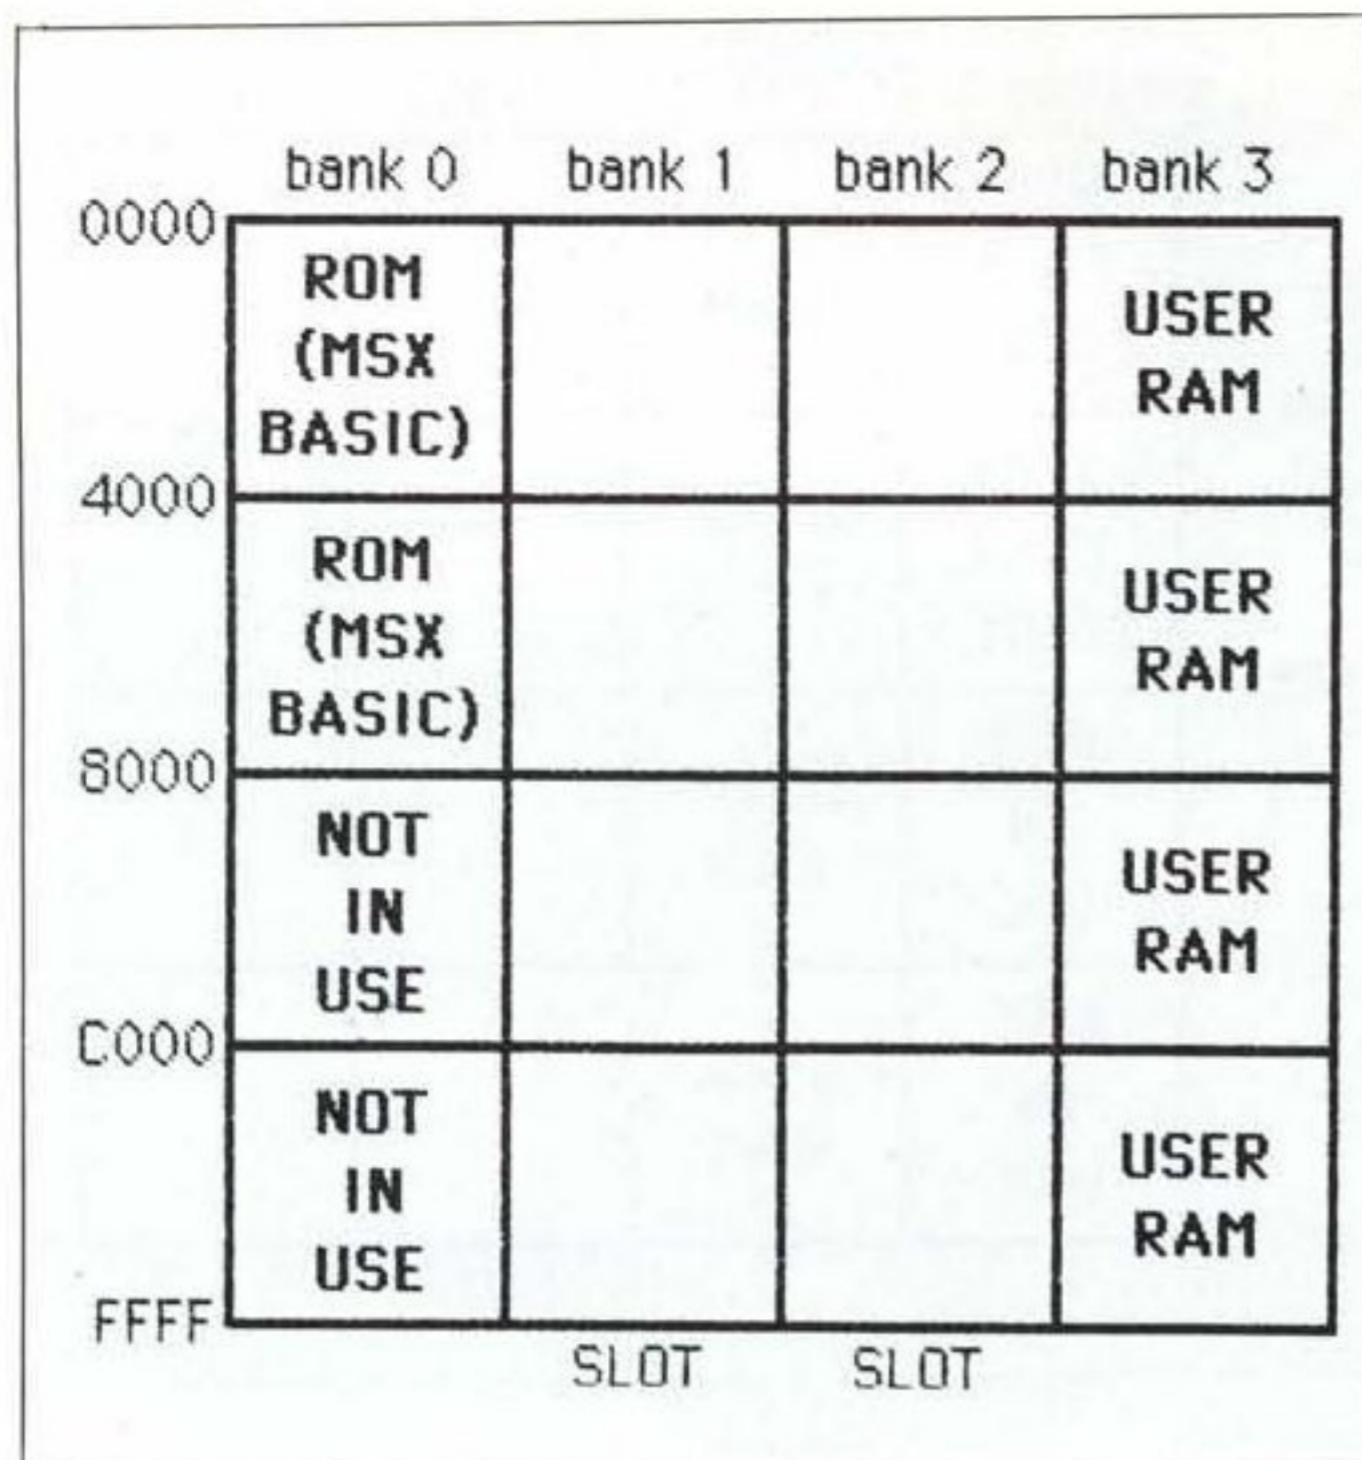 bank 0 bank 1 bank 2 bank 3
0000
ROM
(MSX
BASIC)
USER
RAM
4000
ROM
(MSX
BASIC)
USER
RAM
8000
NOT
IN
USE
USER
RAM
C000
NOT
IN
USE
USER
RAM
FFFF
SLOT SLOT